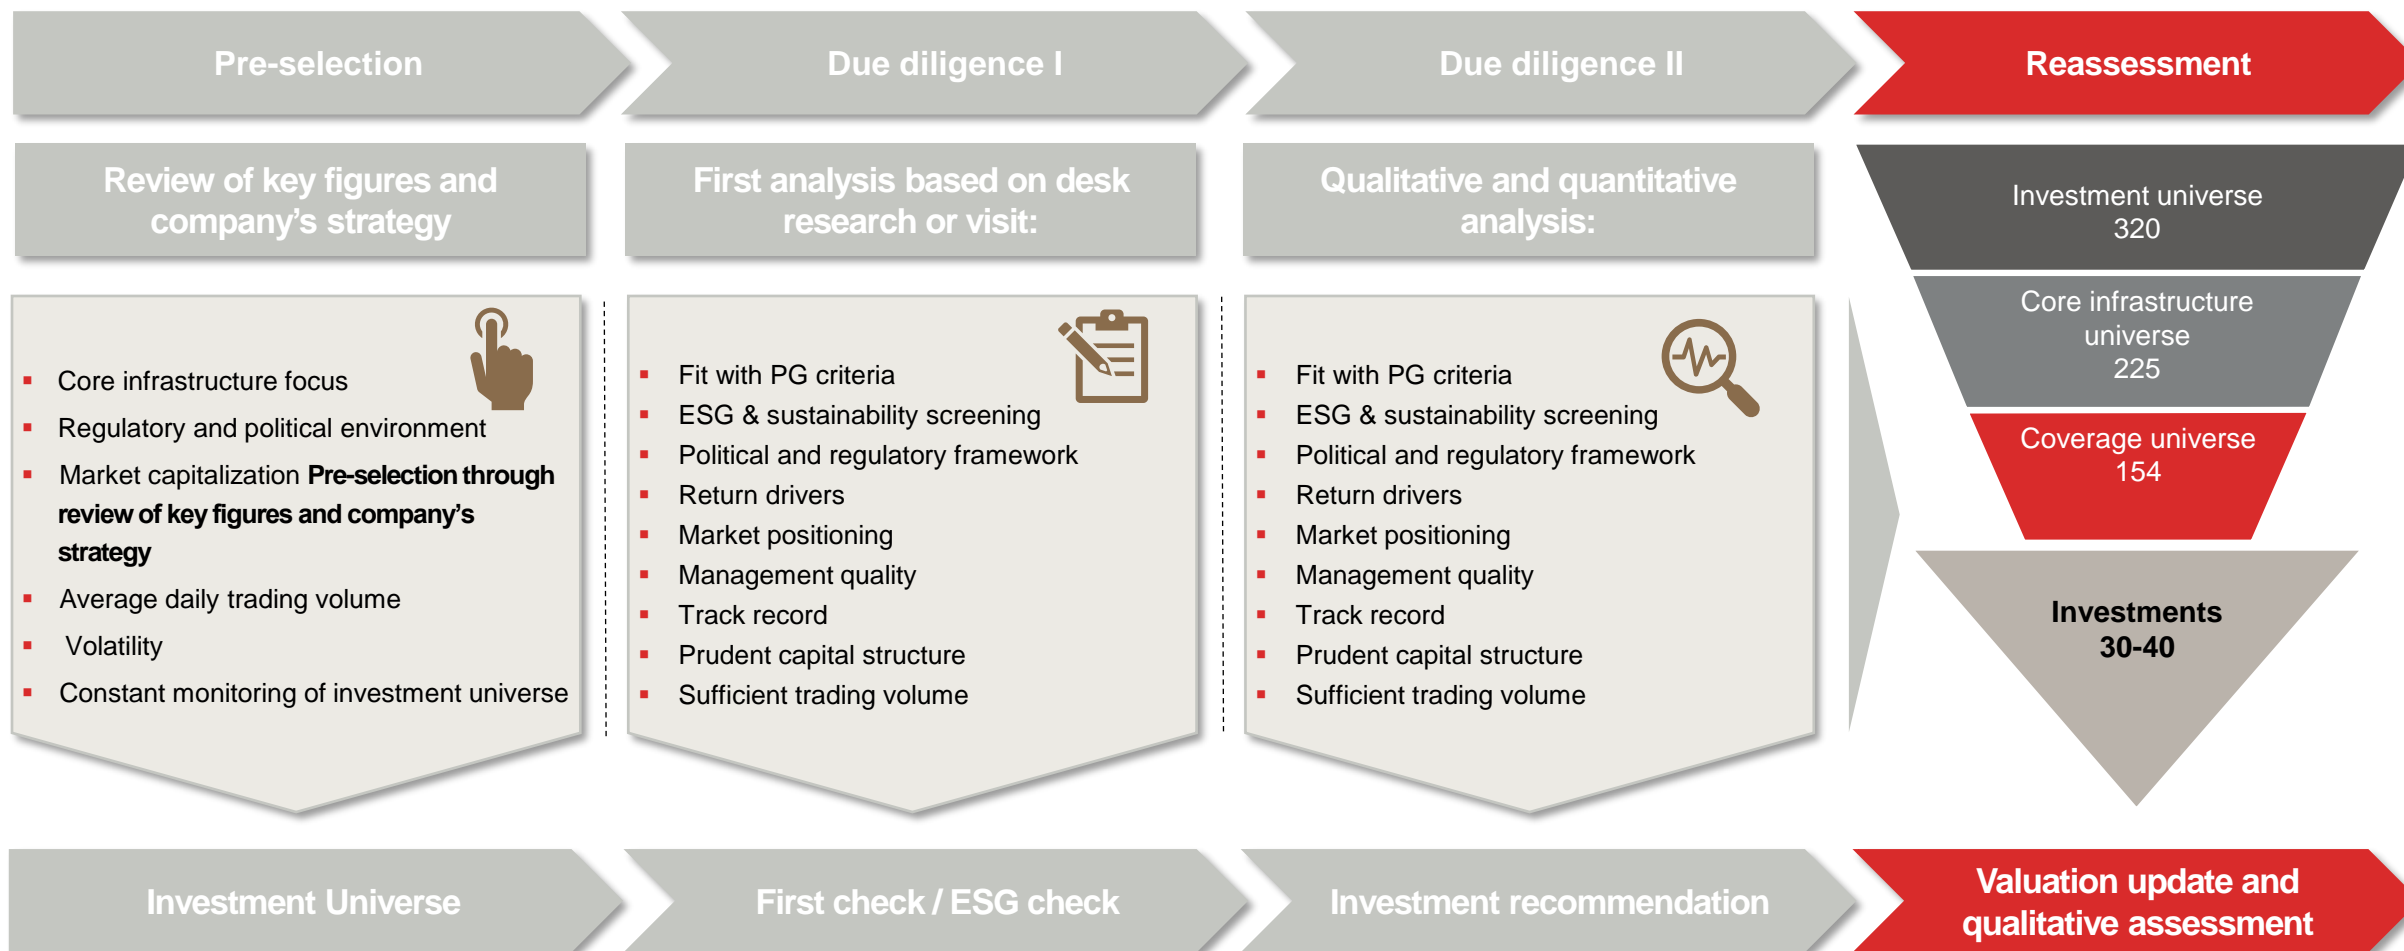 Pre-selection
Due diligence I
Due diligence II
Reassessment
Review of key figures and
company’s strategy
First analysis based on desk
research or visit:
Qualitative and quantitative
analysis:
Core infrastructure focus
Regulatory and political environment
Market capitalization Pre-selection through
review of key figures and company’s
strategy
Average daily trading volume
Volatility
Constant monitoring of investment universe
Fit with PG criteria
ESG & sustainability screening
Political and regulatory framework
Return drivers
Market positioning
Management quality
Track record
Prudent capital structure
Sufficient trading volume
Fit with PG criteria
ESG & sustainability screening
Political and regulatory framework
Return drivers
Market positioning
Management quality
Track record
Prudent capital structure
Sufficient trading volume
Investment universe
320
Core infrastructure
universe
225
Coverage universe
154
Investments
30-40
Investment Universe
First check / ESG check
Investment recommendation
Valuation update and
qualitative assessment